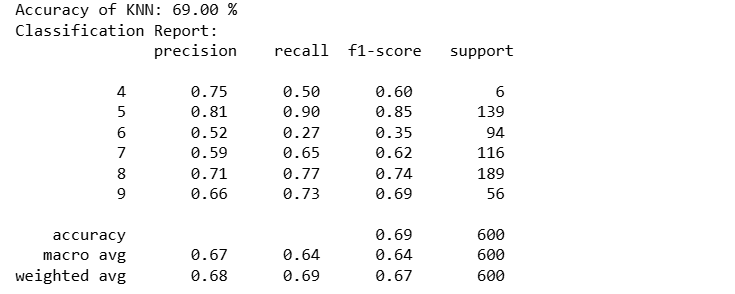 Accuracy of KNN: 69.00 %
Classification Report:
precision recall f1-score support
4 0.75 0.50 0.60 6
5 0.81 0.90 0.85 139
6 0.52 0.27 0.35 94
7 0.59 0.65 0.62 116
8 0.71 0.77 0.74 189
9 0.66 0.73 0.69 56
accuracy 0.69 600
macro avg 0.67 0.64 0.64 600
weighted avg 0.68 0.69 0.67 600